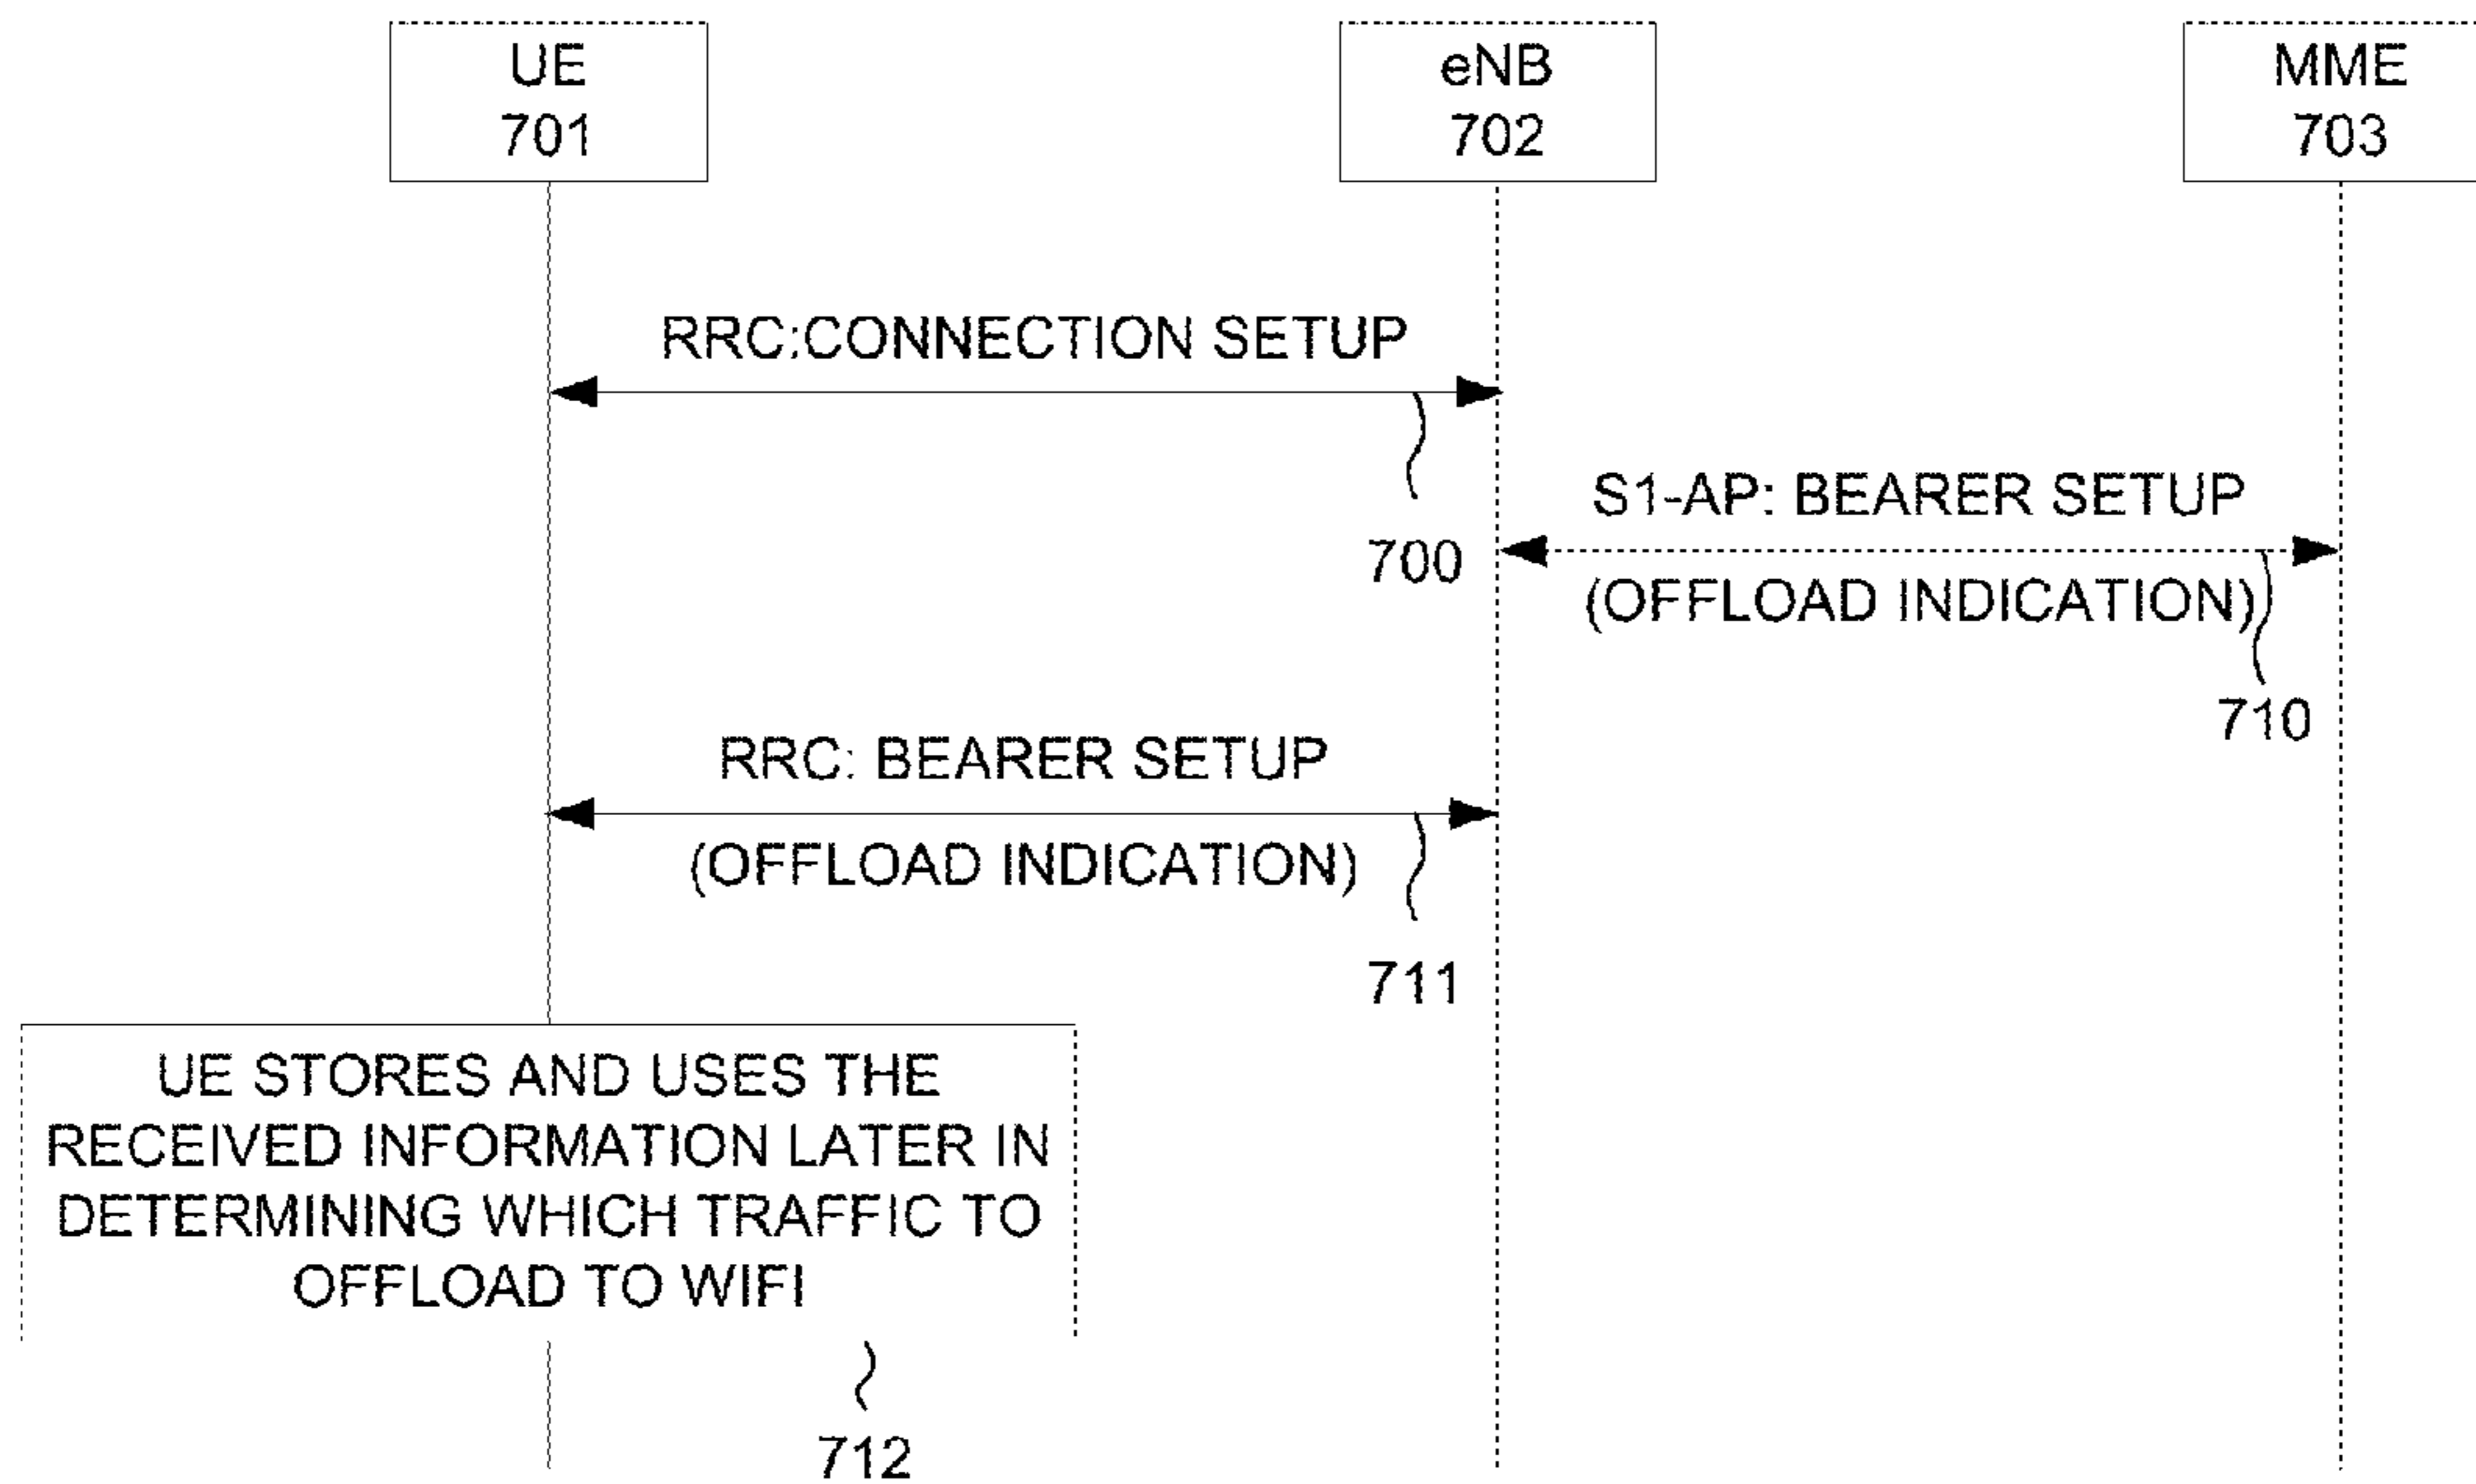 UE
701
eNB
702
MME
703
RRC:CONNECTION SETUP
700
S1-AP: BEARER SETUP
(OFFLOAD INDICATION)
710
RRC: BEARER SETUP
(OFFLOAD INDICATION)
711
UE STORES AND USES THE
RECEIVED INFORMATION LATER IN
DETERMINING WHICH TRAFFIC TO
OFFLOAD TO WIFI
712